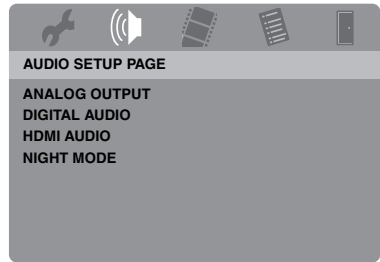 AUDIO SETUP PAGE
ANALOG OUTPUT
DIGITAL AUDIO
HDMI AUDIO
NIGHT MODE